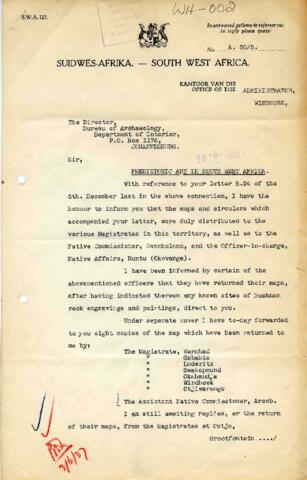 S.W.A. 127.
WH-002
In antwoord gelieve te refereer na:
In reply please quote
No. A. 50/5.
SUIDWES-AFRIKA. — SOUTH WEST AFRICA.
KANTOOR VAN DIE
OFFICE OF THE
ADMINISTRATOR,
WINDHOEK,
The Director,
Bureau of Archaeology,
Department of Interior,
P.O. Box 1176,
JOHANNESBURG.
Sir,
PREHISTORIC ART IN SOUTH WEST AFRICA.
With reference to your letter B.D4 of the
5th. December last in the above connection, I have the
honour to inform you that the maps and circulars which
accompanied your letter, were duly distributed to the
various Magistrates in this territory, as well as to the
Native Commissioner, Ovamboland, and the Officer-in-charge,
Native Affairs, Runtu (Okovango).
I have been informed by certain of the
abovementioned officers that they have returned their maps,
after having indicated thereon any known sites of Bushman
rock engravings and paintings, direct to you.
Under separate cover I have to-day forwarded
to you eight copies of the map which have been returned to
me by:
The Magistrate, Warmbad
" Gobabis
" Luderitz
" Swakopmund
" Okahandja
" Windhoek
" Otjiwarongo
The Assistant Native Commissioner, Aroab.
I am still awaiting replies, or the return
of their maps, from the Magistrates at Outjo,
Grootfontein ..../
3/6/37